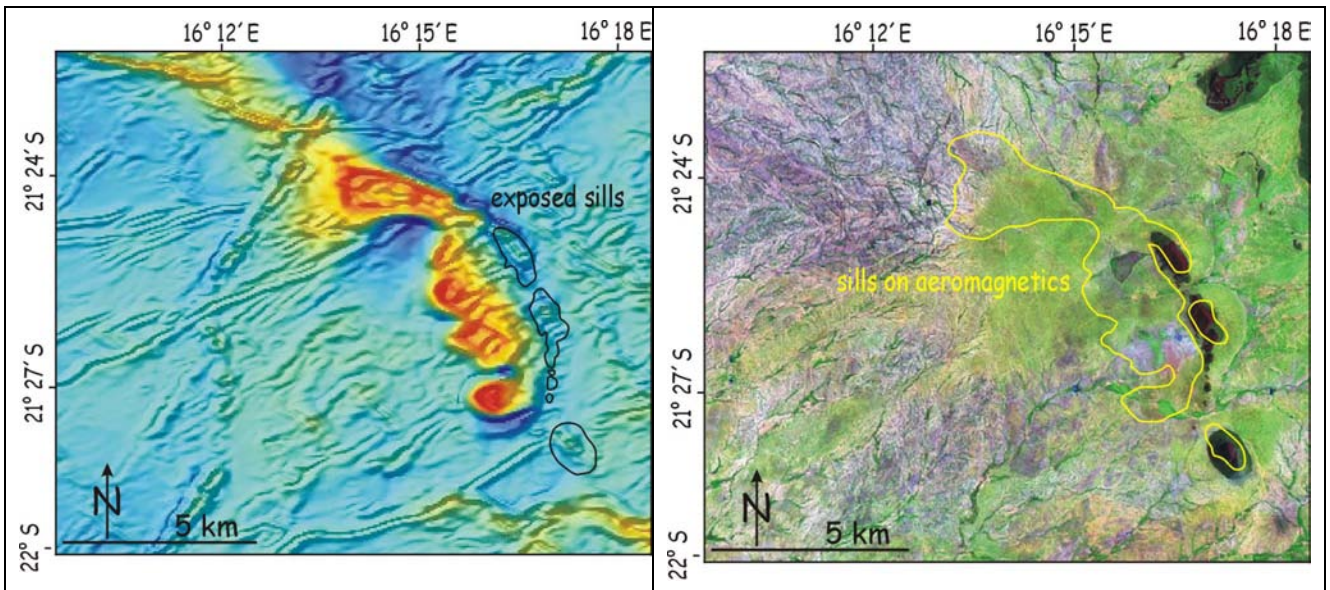 16° 12′ E
16° 15′ E
16° 18′ E
21° 24′ S
21° 27′ S
22° S
exposed sills
N
5 km
16° 12′ E
16° 15′ E
16° 18′ E
21° 24′ S
21° 27′ S
22° S
sills on aeromagnetics
N
5 km